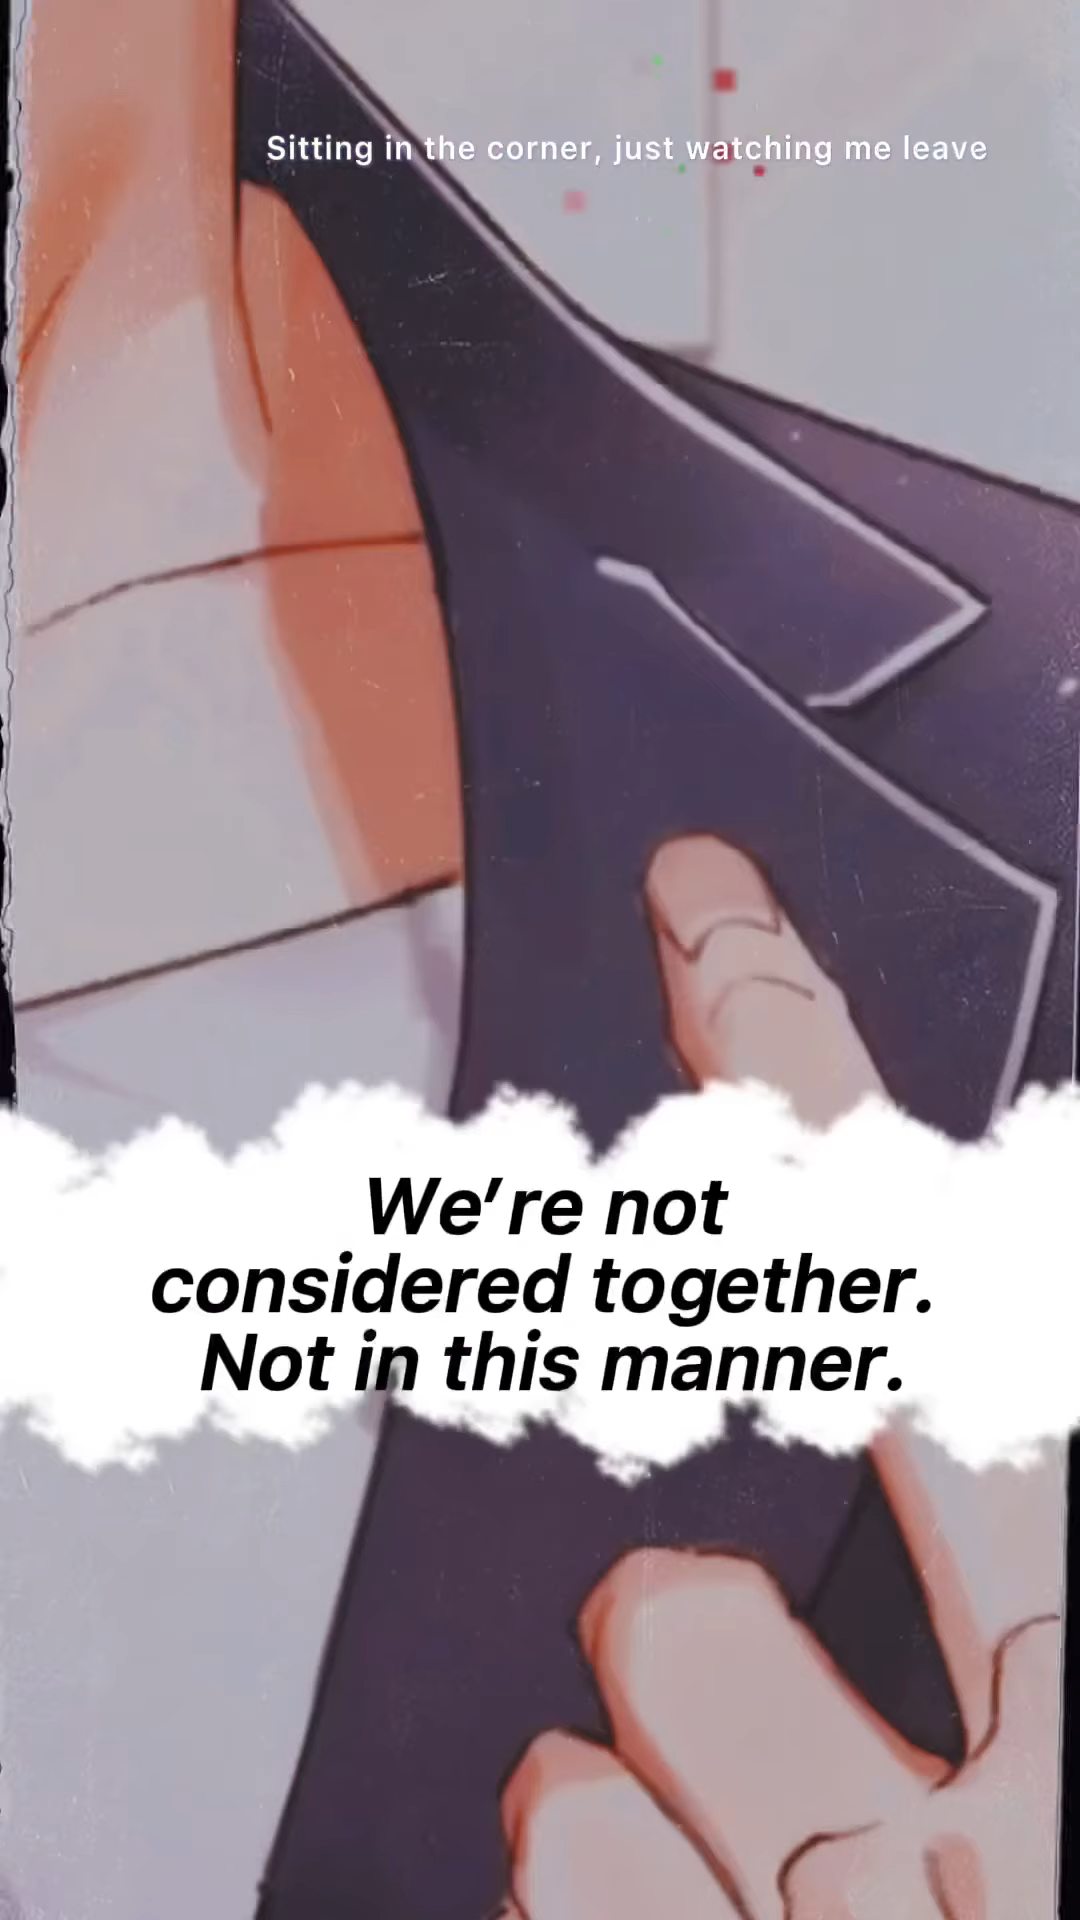 Sitting in the corner, just watching me leave
We're not
considered together.
Not in this manner.